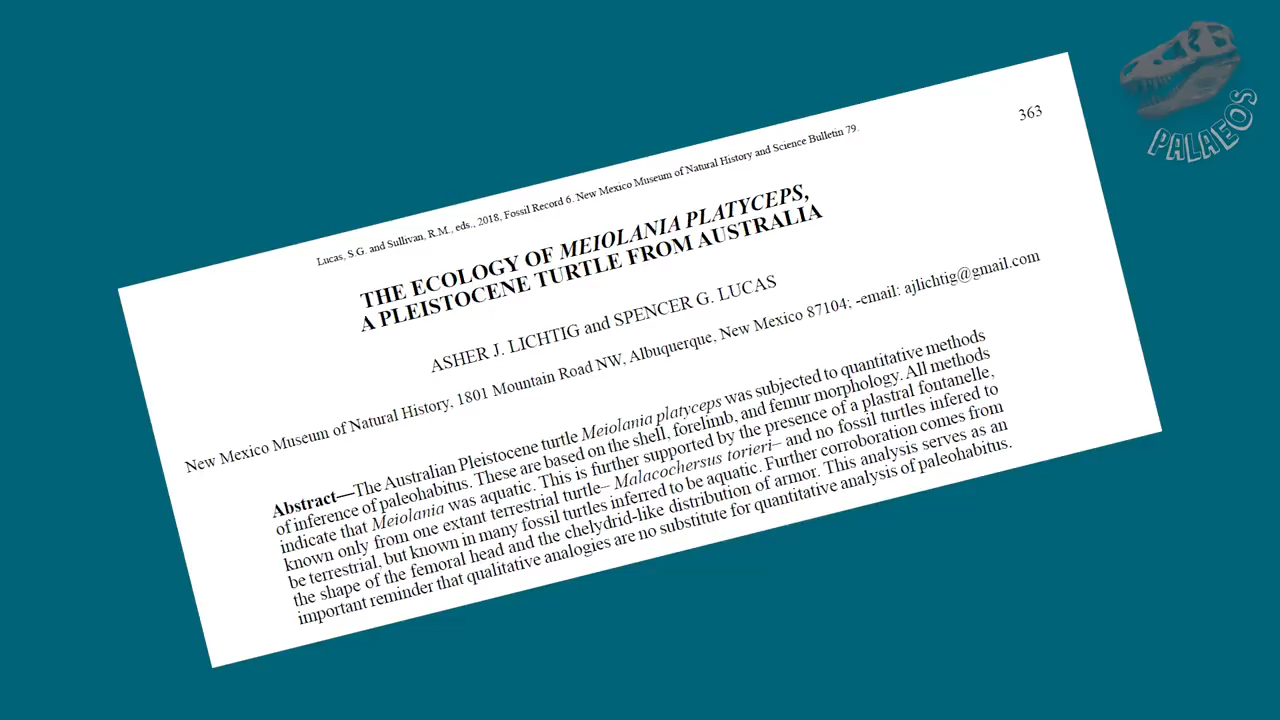 363
Lucas, S.G. and Sullivan, R.M., eds., 2018, Fossil Record 6. New Mexico Museum of Natural History and Science Bulletin 79.
THE ECOLOGY OF MEIOLANIA PLATYCEPS,
A PLEISTOCENE TURTLE FROM AUSTRALIA
ASHER J. LICHTIG and SPENCER G. LUCAS
New Mexico Museum of Natural History, 1801 Mountain Road NW, Albuquerque, New Mexico 87104; -email: ajlichtig@gmail.com
Abstract—The Australian Pleistocene turtle Meiolania platyceps was subjected to quantitative methods
of inference of paleohabitus. These are based on the shell, forelimb, and femur morphology. All methods
indicate that Meiolania was aquatic. This is further supported by the presence of a plastral fontanelle,
known only from one extant terrestrial turtle– Malacochersus torieri– and no fossil turtles infered to
be terrestrial, but known in many fossil turtles inferred to be aquatic. Further corroboration comes from
the shape of the femoral head and the chelydrid-like distribution of armor. This analysis serves as an
important reminder that qualitative analogies are no substitute for quantitative analysis of paleohabitus.
PALAEOS